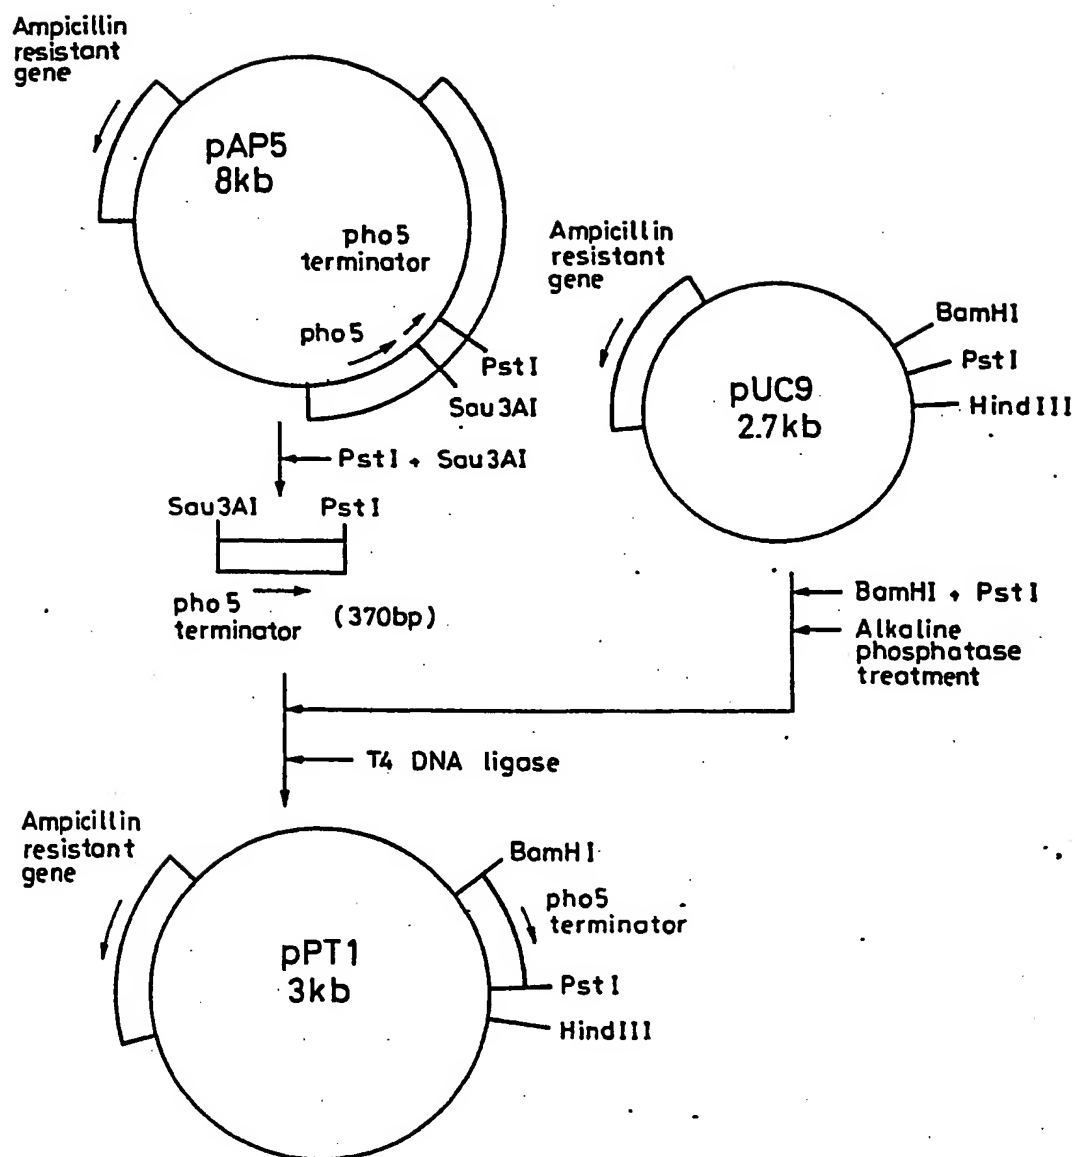 Ampicillin
resistant
gene
pAP5
8kb
pho5
terminator
pho5
PstI
Sau3AI
Ampicillin
resistant
gene
BamHI
PstI
HindIII
pUC9
2.7kb
PstI + Sau3AI
Sau3AI PstI
pho5
terminator
(370bp)
BamHI + PstI
Alkaline
phosphatase
treatment
T4 DNA ligase
Ampicillin
resistant
gene
BamHI
pho5
terminator
pPT1
3kb
PstI
HindIII